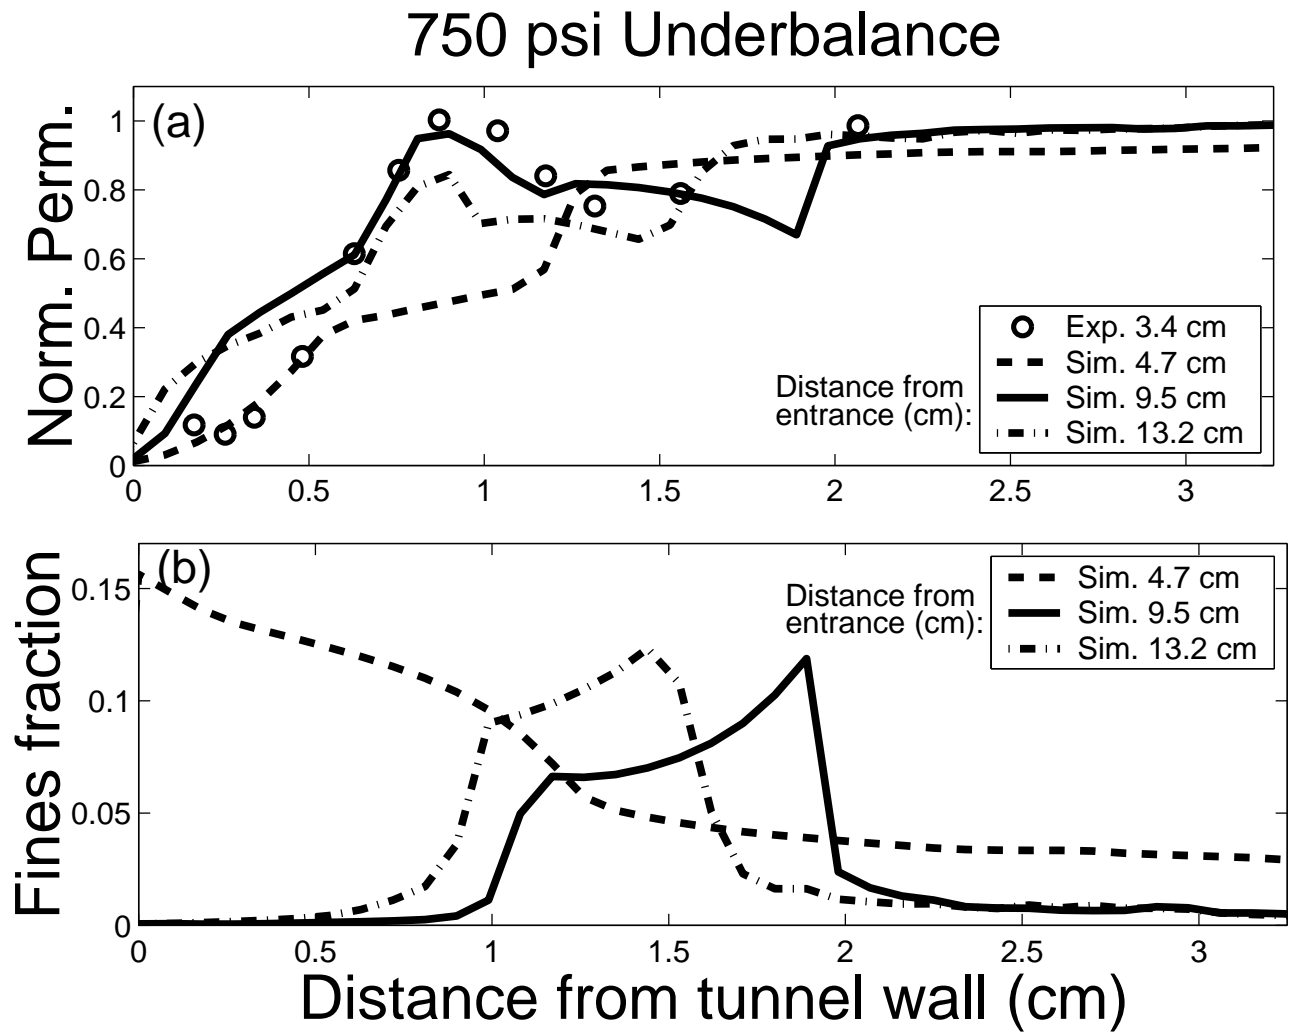 750 psi Underbalance
(a)
Norm. Perm.
1
0.8
0.6
0.4
0.2
0
0 0.5 1 1.5 2 2.5 3
Distance from
entrance (cm):
Exp. 3.4 cm
Sim. 4.7 cm
Sim. 9.5 cm
Sim. 13.2 cm
(b)
Fines fraction
0.15
0.1
0.05
0
0 0.5 1 1.5 2 2.5 3
Distance from
entrance (cm):
Sim. 4.7 cm
Sim. 9.5 cm
Sim. 13.2 cm
Distance from tunnel wall (cm)